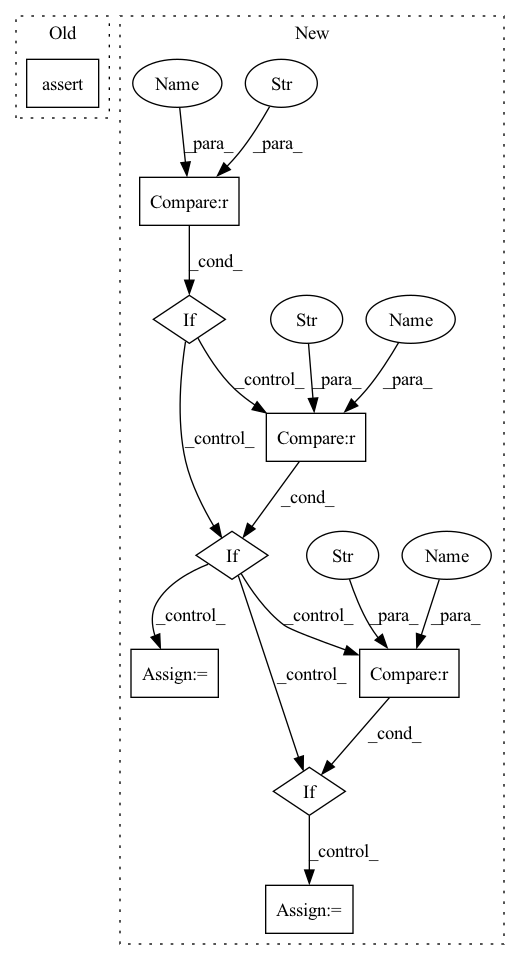 Old
New
assert
Name
Str
_para_
_para_
Compare:r
_cond_
If
Str
Name
_control_
_para_
_para_
_control_
Compare:r
_cond_
If
Str
Name
_control_
_control_
_para_
_para_
Assign:=
_control_
Compare:r
_cond_
If
_control_
Assign:=